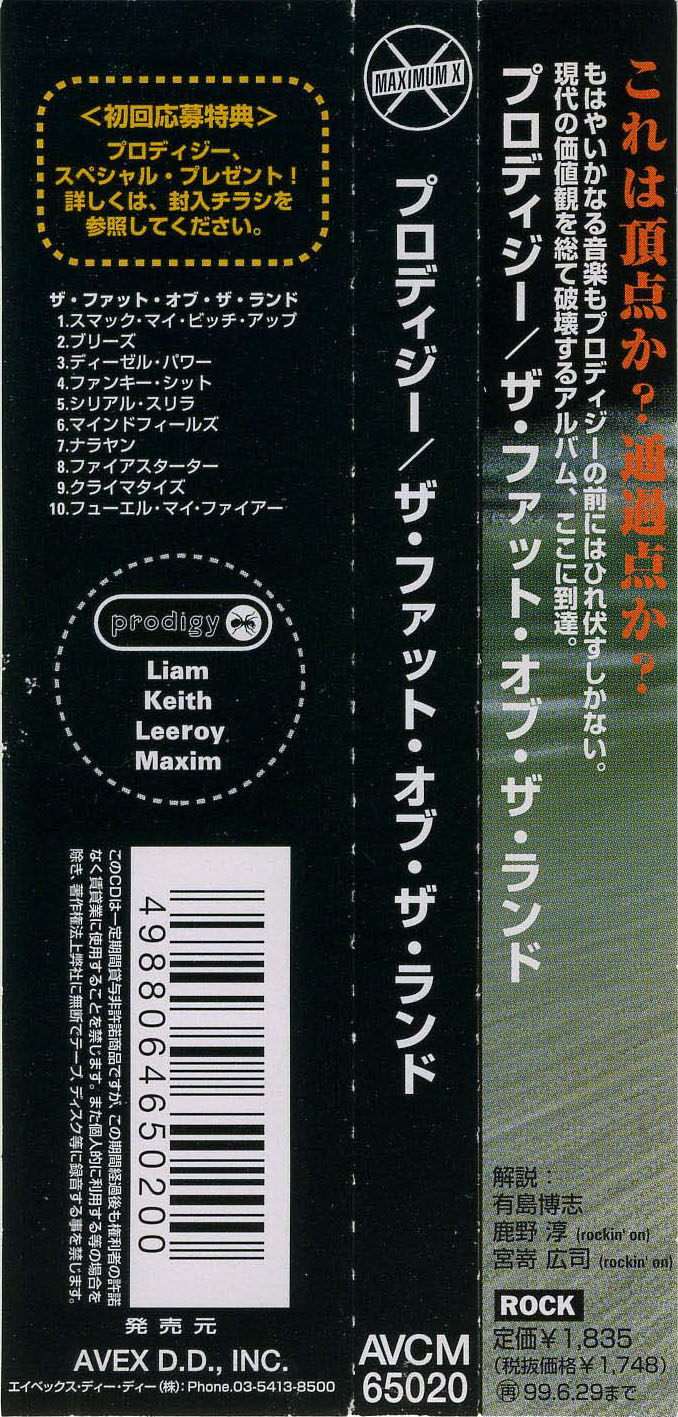 これは頂点か?通過点か?
もはやいかなる音楽もプロディジーの前にはひれ伏すしかない。
現代の価値観を総て破壊するアルバム、ここに到達。
プロディジー/ザ・ファット・オブ・ザ・ランド
解説:
有島博志
鹿野 淳 (rockin' on)
宮嵜 広司 (rockin' on)
ROCK
定価¥1,835
(税抜価格¥1,748)
再 99.6.29まで
MAXIMUM X
プロディジー/ザ・ファット・オブ・ザ・ランド
AVCM
65020
<初回応募特典>
プロディジー、
スペシャル・プレゼント!
詳しくは、封入チラシを
参照してください。
ザ・ファット・オブ・ザ・ランド
1.スマック・マイ・ビッチ・アップ
2.ブリーズ
3.ディーゼル・パワー
4.ファンキー・シット
5.シリアル・スリラ
6.マインドフィールズ
7.ナラヤン
8.ファイアスターター
9.クライマタイズ
10.フューエル・マイ・ファイアー
prodigy
Liam
Keith
Leeroy
Maxim
4988064650200
このCDは一定期間貸与非許諾商品ですが、この期間経過後も権利者の許諾
なく賃貸業に使用することを禁じます。また個人的に利用する等の場合を
除き、著作権法上弊社に無断でテープ、ディスク等に録音する事を禁じます。
発売元
AVEX D.D., INC.
エイベックス・ディー・ディー(株):Phone.03-5413-8500